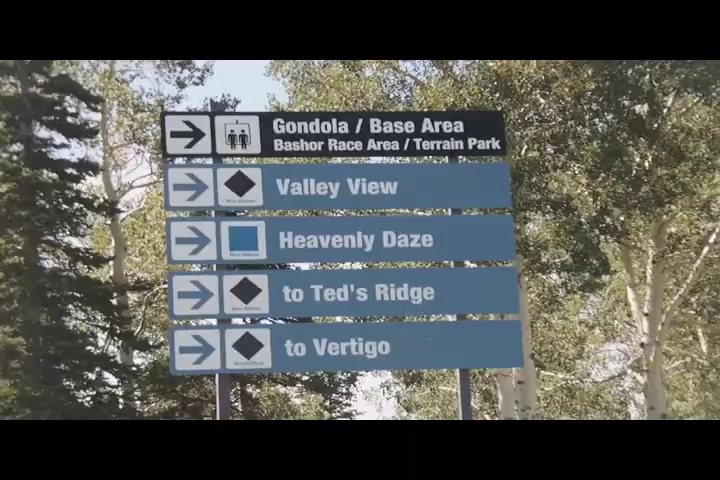 Gondola / Base Area
Bashor Race Area / Terrain Park
Valley View
Heavenly Daze
to Ted's Ridge
to Vertigo